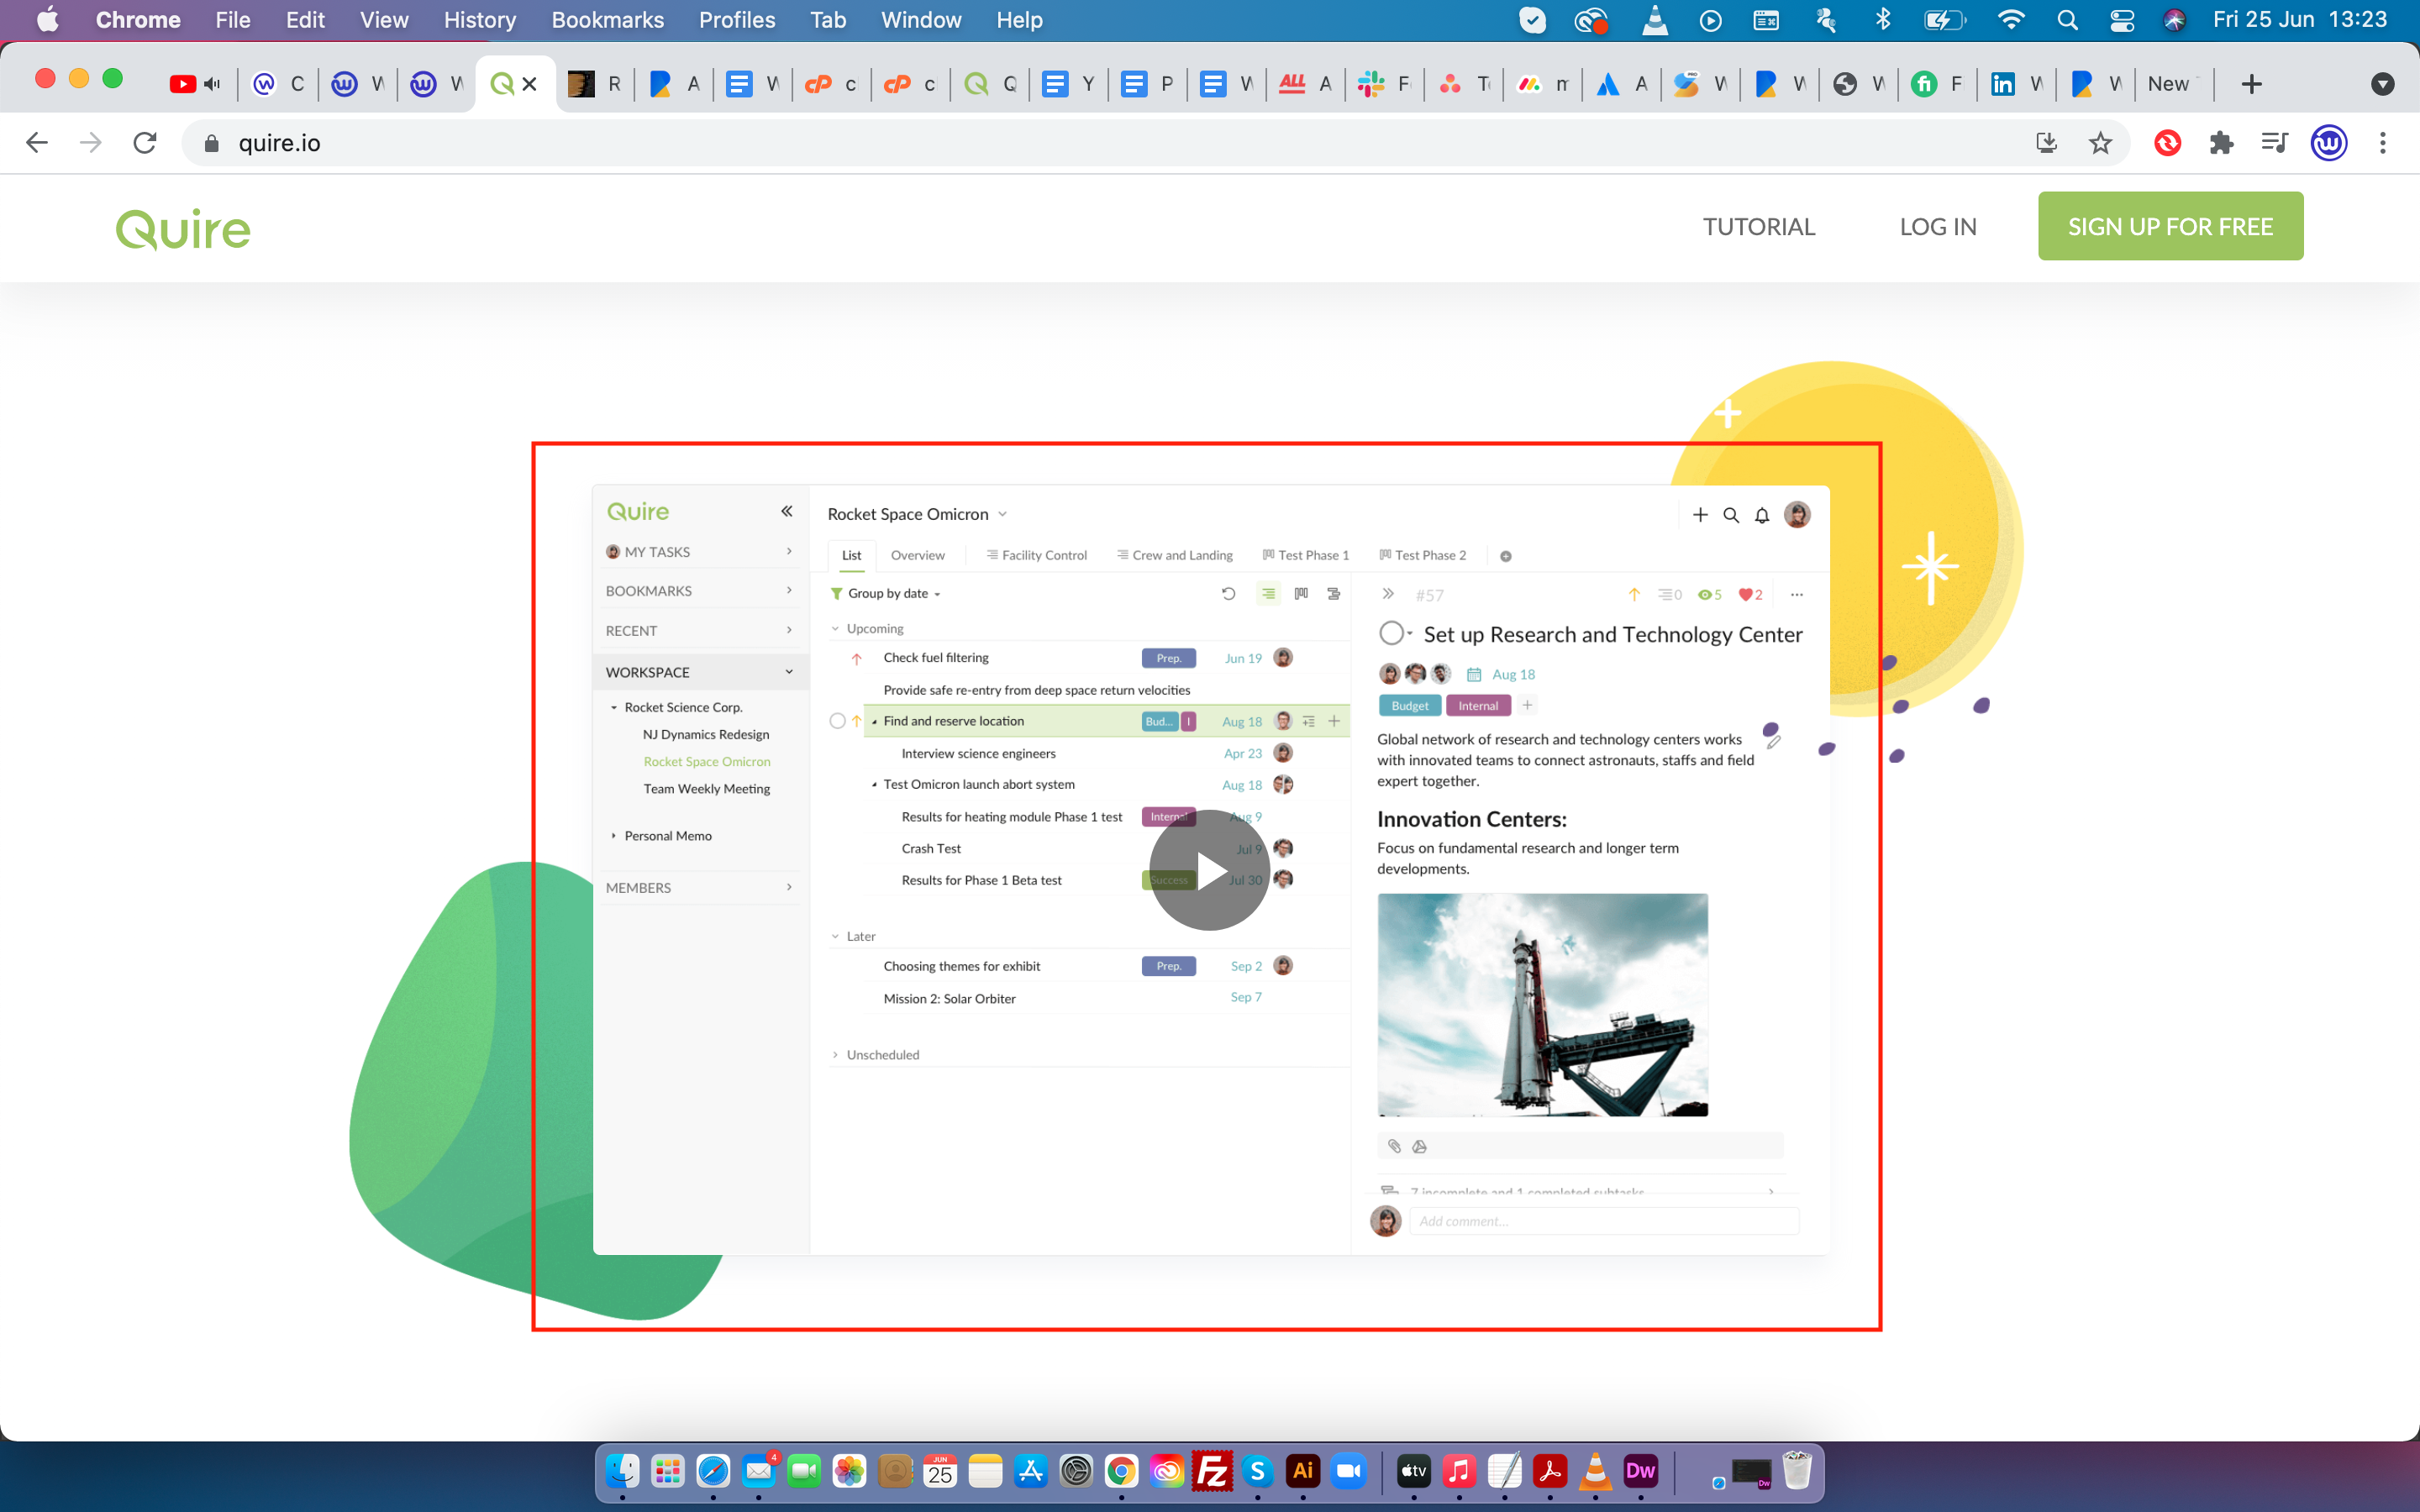 Chrome File Edit View History Bookmarks Profiles Tab Window Help Fri 25 Jun 13:23
quire.io
Quire TUTORIAL LOG IN SIGN UP FOR FREE
New
Quire
MY TASKS
BOOKMARKS
RECENT
WORKSPACE
Rocket Science Corp.
NJ Dynamics Redesign
Rocket Space Omicron
Team Weekly Meeting
Personal Memo
MEMBERS
Rocket Space Omicron
List Overview Facility Control Crew and Landing Test Phase 1 Test Phase 2
Group by date
Upcoming
Check fuel filtering Prep. Jun 19
Provide safe re-entry from deep space return velocities
Find and reserve location Bud... I Aug 18
Interview science engineers Apr 23
Test Omicron launch abort system Aug 18
Results for heating module Phase 1 test Internal Aug 9
Crash Test Jul 9
Results for Phase 1 Beta test Success Jul 30
Later
Choosing themes for exhibit Prep. Sep 2
Mission 2: Solar Orbiter Sep 7
Unscheduled
#57 0 5 2
Set up Research and Technology Center
Aug 18
Budget Internal
Global network of research and technology centers works
with innovated teams to connect astronauts, staffs and field
expert together.
Innovation Centers:
Focus on fundamental research and longer term
developments.
7 incomplete and 1 completed subtasks
Add comment...
4 JUN 25 Fz S Ai tv Dw